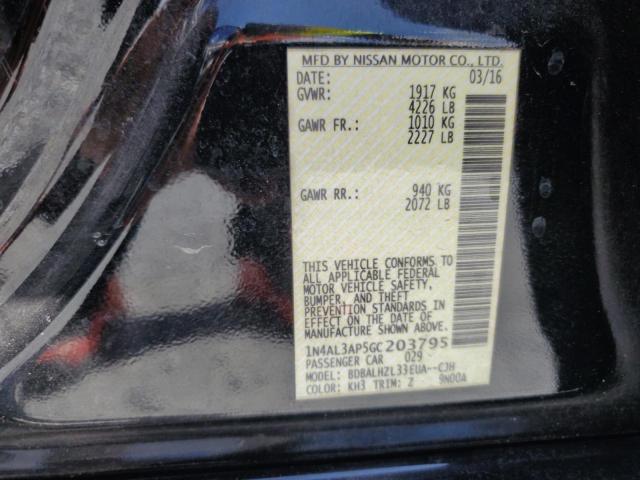 MFD BY NISSAN MOTOR CO., LTD.
DATE: 03/16
GVWR: 1917 KG
4226 LB
GAWR FR.: 1010 KG
2227 LB
GAWR RR.: 940 KG
2072 LB
THIS VEHICLE CONFORMS TO
ALL APPLICABLE FEDERAL
MOTOR VEHICLE SAFETY,
BUMPER, AND THEFT
PREVENTION STANDARDS IN
EFFECT ON THE DATE OF
MANUFACTURE SHOWN ABOVE.
1N4AL3AP5GC203795
PASSENGER CAR 029
MODEL: BDBALHZL33EUA--CJH
COLOR: KH3 TRIM: Z 9N00A